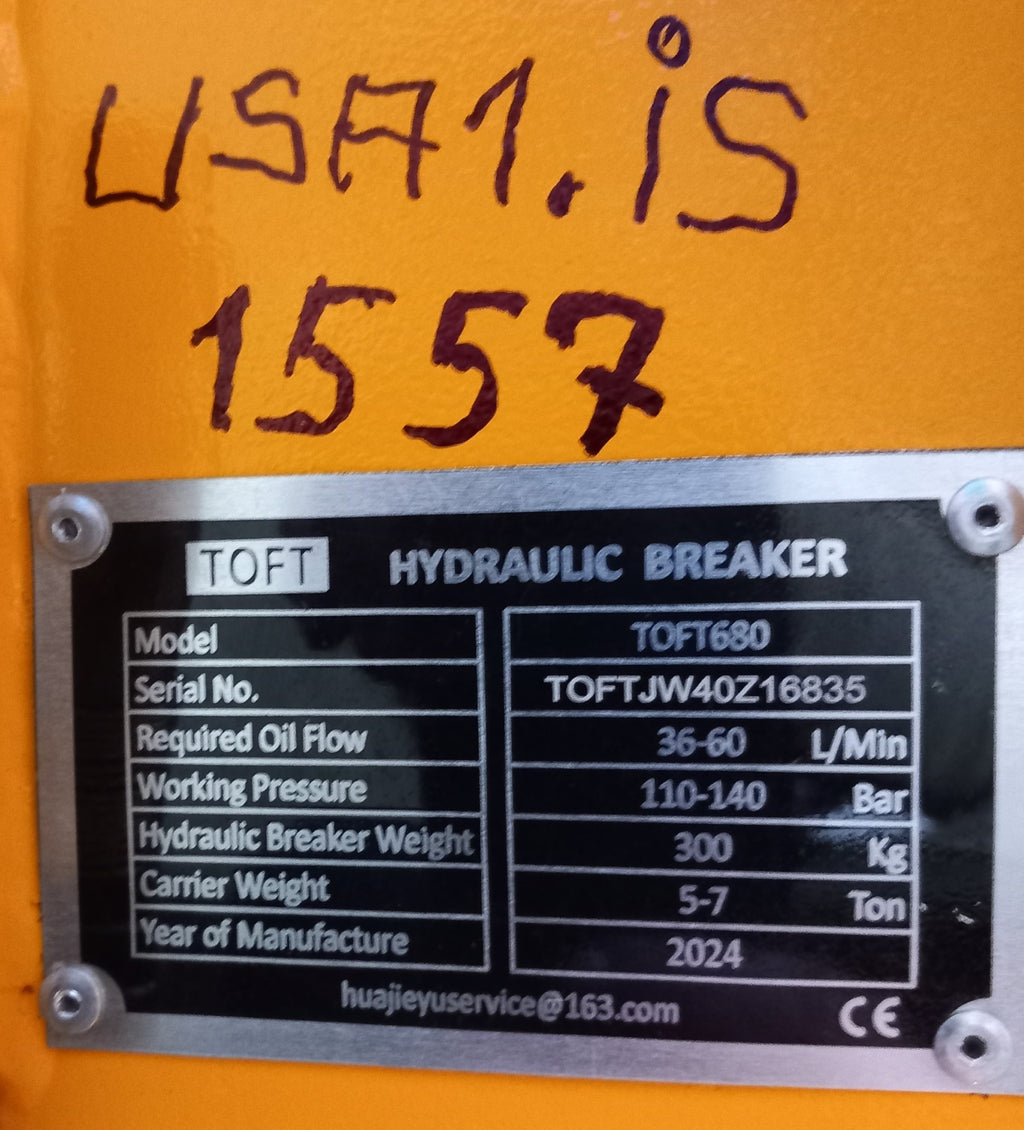 USA1.is
1557
TOFT HYDRAULIC BREAKER
Model TOFT680
Serial No. TOFTJW40Z16835
Required Oil Flow 36-60 L/Min
Working Pressure 110-140 Bar
Hydraulic Breaker Weight 300 Kg
Carrier Weight 5-7 Ton
Year of Manufacture 2024
huajieyuservice@163.com CE